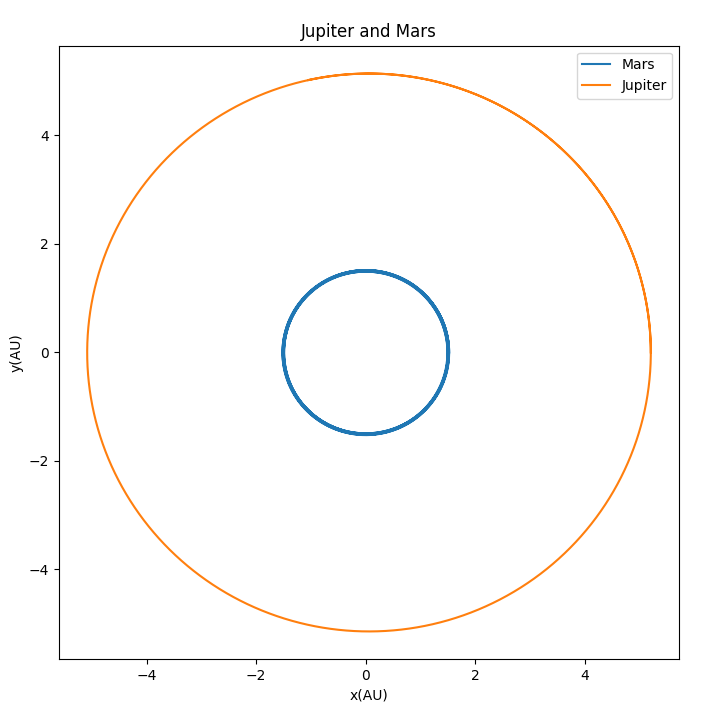 Jupiter and Mars
Mars
Jupiter
4
2
0
−2
−4
y(AU)
−4 −2 0 2 4
x(AU)